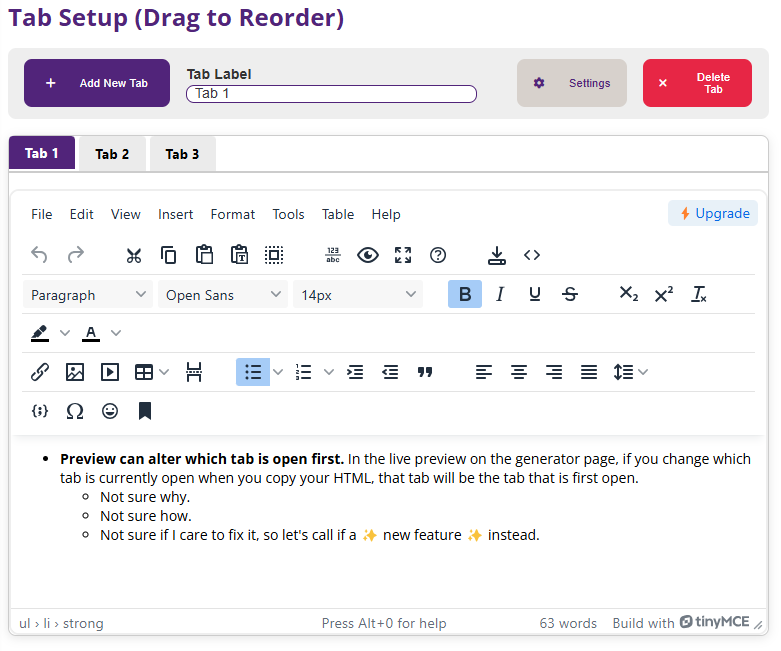 Tab Setup (Drag to Reorder)
+ Add New Tab
Tab Label
Tab 1
Settings
× Delete
Tab
Tab 1 Tab 2 Tab 3
File Edit View Insert Format Tools Table Help
Upgrade
123
abc
Paragraph Open Sans 14px B I U S X₂ X² Tx
A
Preview can alter which tab is open first. In the live preview on the generator page, if you change which
tab is currently open when you copy your HTML, that tab will be the tab that is first open.
Not sure why.
Not sure how.
Not sure if I care to fix it, so let's call if a ✨ new feature ✨ instead.
ul › li › strong Press Alt+0 for help 63 words Build with tinyMCE